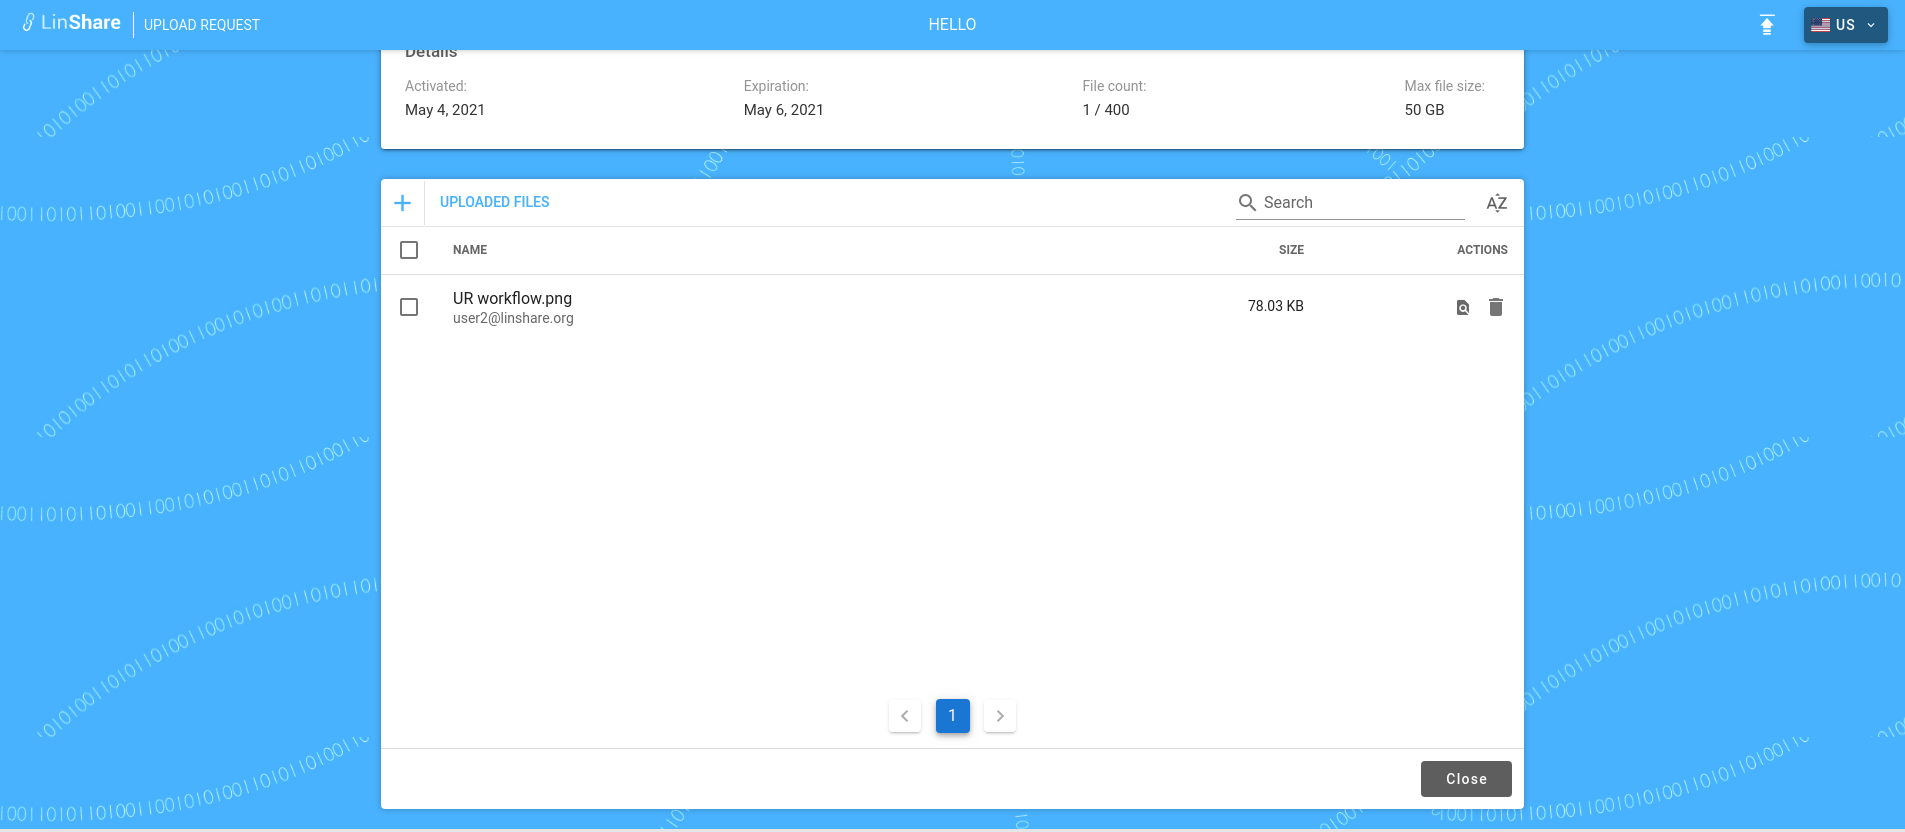 LinShare UPLOAD REQUEST HELLO US
Details
Activated: Expiration: File count: Max file size:
May 4, 2021 May 6, 2021 1 / 400 50 GB
UPLOADED FILES Search AZ
NAME SIZE ACTIONS
UR workflow.png 78.03 KB
user2@linshare.org
1
Close